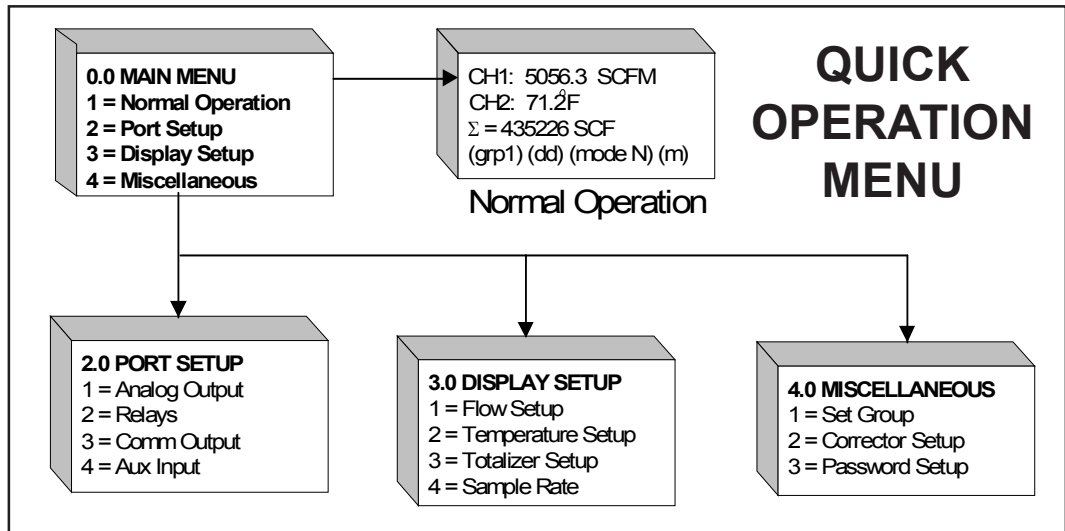 0.0 MAIN MENU
1 = Normal Operation
2 = Port Setup
3 = Display Setup
4 = Miscellaneous
CH1: 5056.3 SCFM
CH2: 71.2°F
Σ = 435226 SCF
(grp1) (dd) (mode N) (m)
Normal Operation
QUICK
OPERATION
MENU
2.0 PORT SETUP
1 = Analog Output
2 = Relays
3 = Comm Output
4 = Aux Input
3.0 DISPLAY SETUP
1 = Flow Setup
2 = Temperature Setup
3 = Totalizer Setup
4 = Sample Rate
4.0 MISCELLANEOUS
1 = Set Group
2 = Corrector Setup
3 = Password Setup